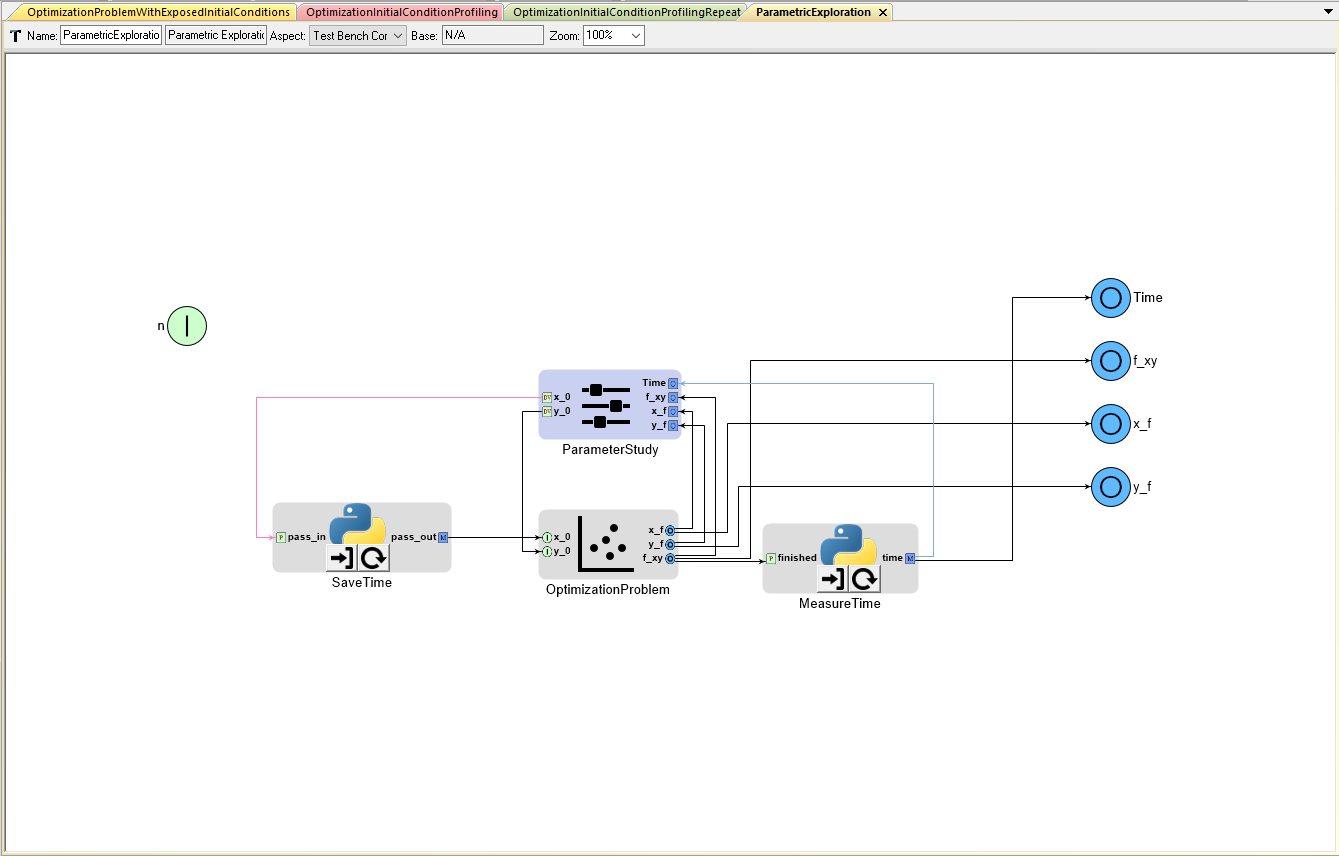 OptimizationProblemWithExposedInitialConditions OptimizationInitialConditionProfiling OptimizationInitialConditionProfilingRepeat ParametricExploration
Name: ParametricExploratio Parametric Exploratic Aspect: Test Bench Cor Base: N/A Zoom: 100%
Time
n
f_xy
Time
x_0 f_xy
y_0 x_f
y_f
x_f
ParameterStudy
y_f
pass_in pass_out
SaveTime
x_f
x_0 y_f
y_0 f_xy
OptimizationProblem
finished time
MeasureTime